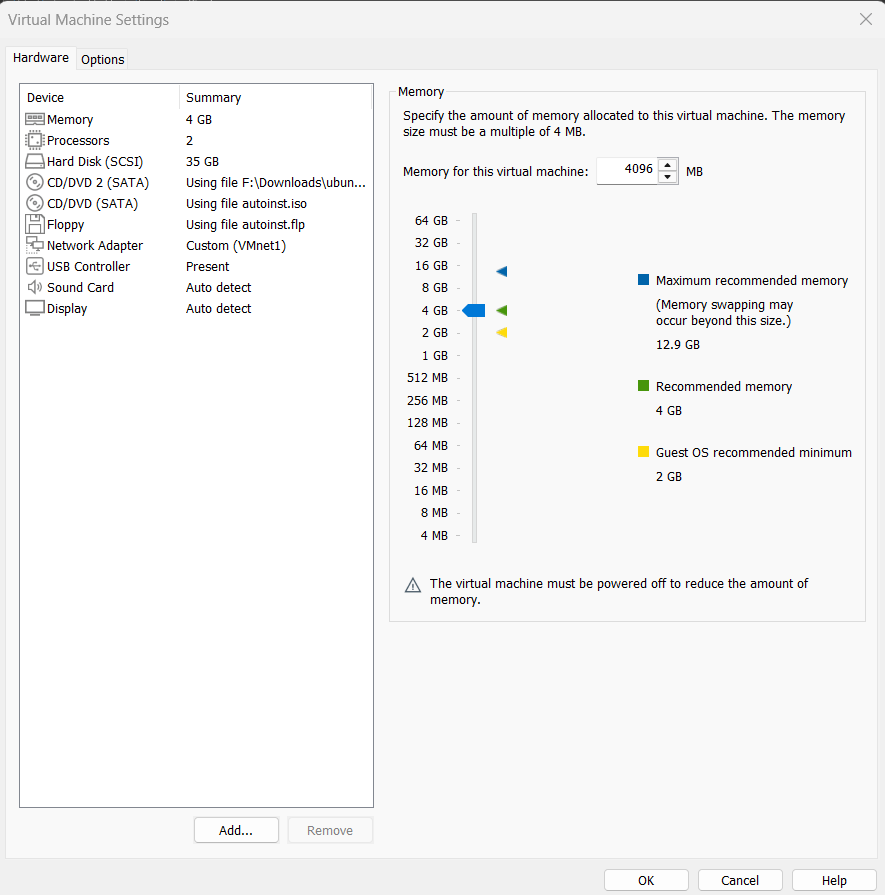 Virtual Machine Settings
Hardware Options
Device Summary
Memory 4 GB
Processors 2
Hard Disk (SCSI) 35 GB
CD/DVD 2 (SATA) Using file F:\Downloads\ubun...
CD/DVD (SATA) Using file autoinst.iso
Floppy Using file autoinst.flp
Network Adapter Custom (VMnet1)
USB Controller Present
Sound Card Auto detect
Display Auto detect
Add... Remove
Memory
Specify the amount of memory allocated to this virtual machine. The memory
size must be a multiple of 4 MB.
Memory for this virtual machine: 4096 MB
64 GB
32 GB
16 GB
8 GB
4 GB
2 GB
1 GB
512 MB
256 MB
128 MB
64 MB
32 MB
16 MB
8 MB
4 MB
Maximum recommended memory
(Memory swapping may
occur beyond this size.)
12.9 GB
Recommended memory
4 GB
Guest OS recommended minimum
2 GB
The virtual machine must be powered off to reduce the amount of
memory.
OK Cancel Help